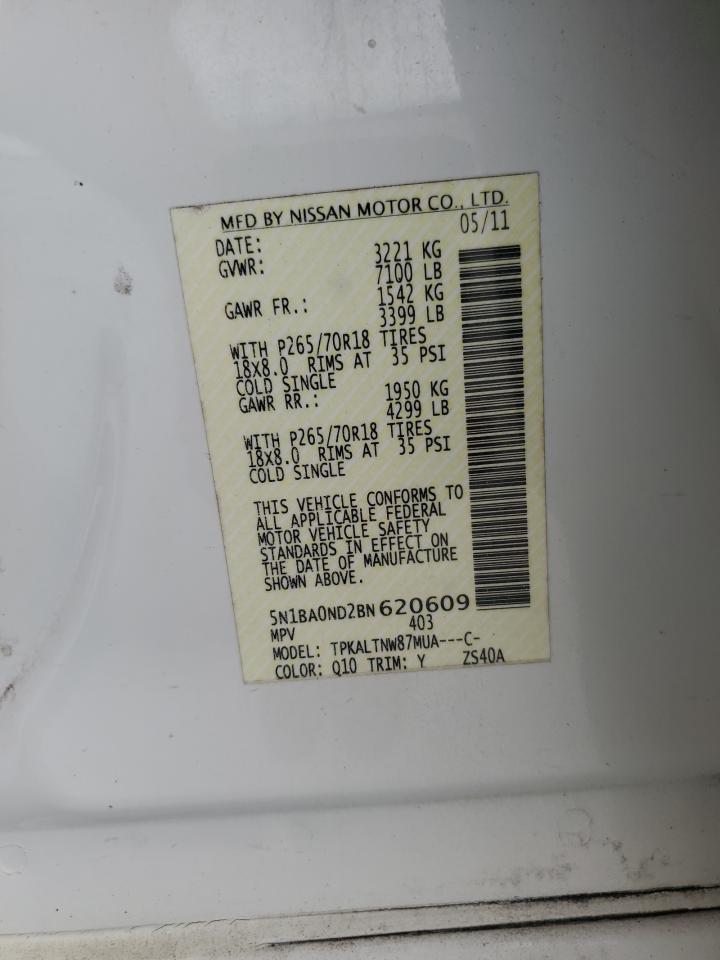 MFD BY NISSAN MOTOR CO., LTD.
DATE: 05/11
GVWR: 3221 KG
7100 LB
GAWR FR.: 1542 KG
3399 LB
WITH P265/70R18 TIRES
18X8.0 RIMS AT 35 PSI
COLD SINGLE
GAWR RR.: 1950 KG
4299 LB
WITH P265/70R18 TIRES
18X8.0 RIMS AT 35 PSI
COLD SINGLE
THIS VEHICLE CONFORMS TO
ALL APPLICABLE FEDERAL
MOTOR VEHICLE SAFETY
STANDARDS IN EFFECT ON
THE DATE OF MANUFACTURE
SHOWN ABOVE.
5N1BA0ND2BN620609
MPV 403
MODEL: TPKALTNW87MUA---C-
COLOR: Q10 TRIM: Y ZS40A